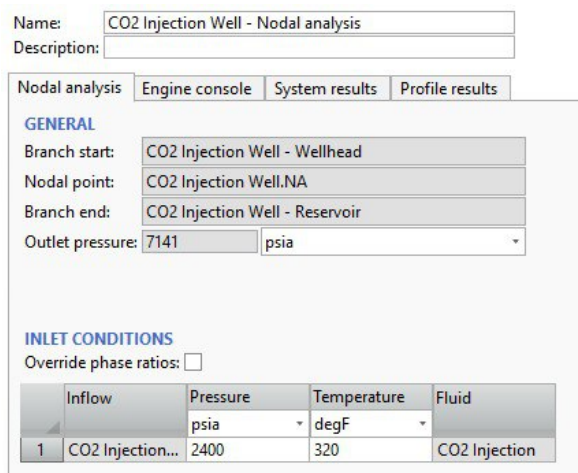 Name: CO2 Injection Well - Nodal analysis
Description:
Nodal analysis Engine console System results Profile results
GENERAL
Branch start: CO2 Injection Well - Wellhead
Nodal point: CO2 Injection Well.NA
Branch end: CO2 Injection Well - Reservoir
Outlet pressure: 7141 psia
INLET CONDITIONS
Override phase ratios:
Inflow Pressure Temperature Fluid
psia degF
1 CO2 Injection... 2400 320 CO2 Injection